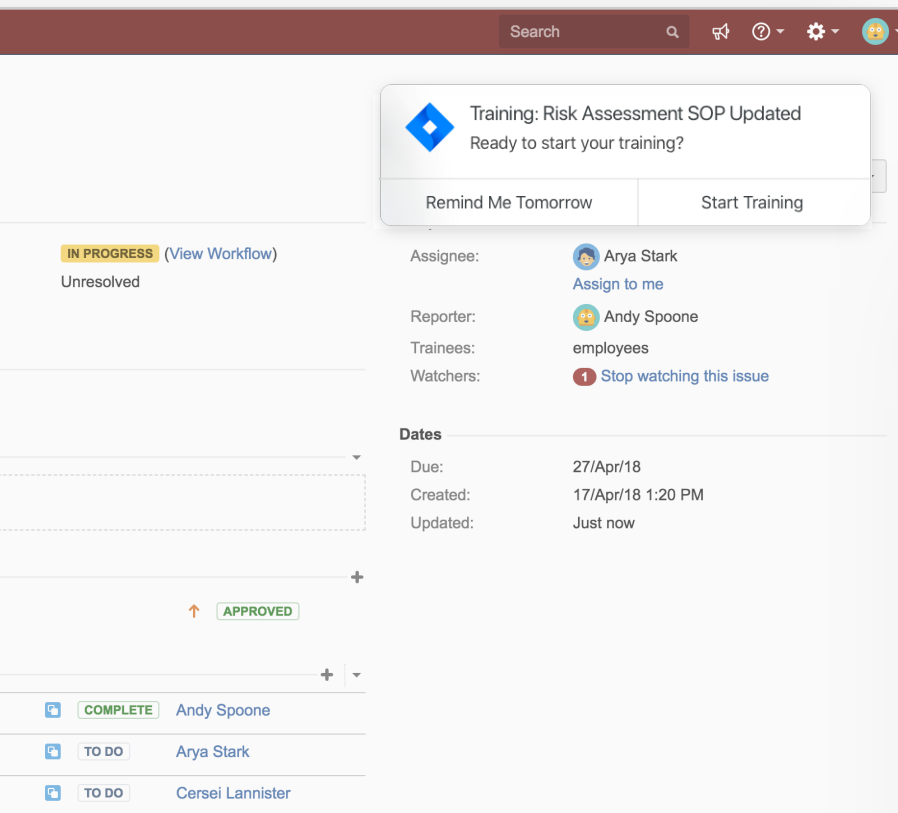 Search
Training: Risk Assessment SOP Updated
Ready to start your training?
Remind Me Tomorrow
Start Training
IN PROGRESS (View Workflow)
Unresolved
Assignee: Arya Stark
Assign to me
Reporter: Andy Spoone
Trainees: employees
Watchers: 1 Stop watching this issue
Dates
Due: 27/Apr/18
Created: 17/Apr/18 1:20 PM
Updated: Just now
APPROVED
COMPLETE Andy Spoone
TO DO Arya Stark
TO DO Cersei Lannister